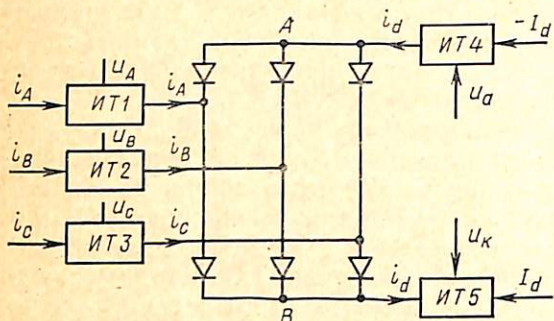 A i_d ИТ4 -I_d
u_A
i_A ИТ1 i_A
u_a
u_B
i_B ИТ2 i_B
u_C
i_C ИТ3 i_C
u_к
B i_d ИТ5 I_d